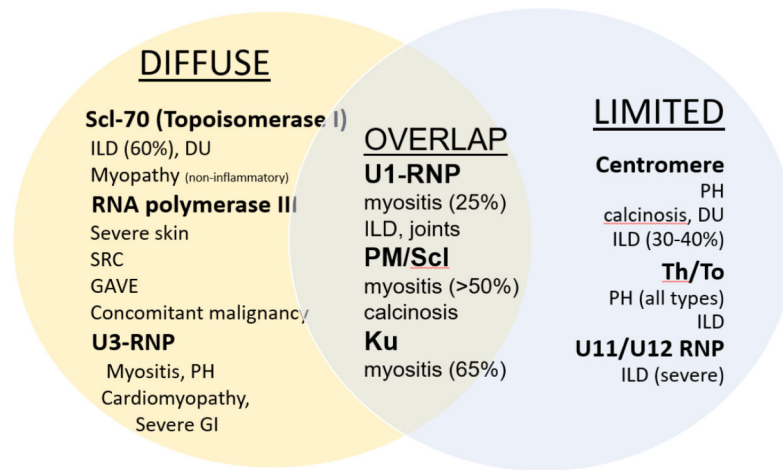 DIFFUSE
Scl-70 (Topoisomerase I)
ILD (60%), DU
Myopathy (non-inflammatory)
RNA polymerase III
Severe skin
SRC
GAVE
Concomitant malignancy
U3-RNP
Myositis, PH
Cardiomyopathy,
Severe GI
OVERLAP
U1-RNP
myositis (25%)
ILD, joints
PM/Scl
myositis (>50%)
calcinosis
Ku
myositis (65%)
LIMITED
Centromere
PH
calcinosis, DU
ILD (30-40%)
Th/To
PH (all types)
ILD
U11/U12 RNP
ILD (severe)